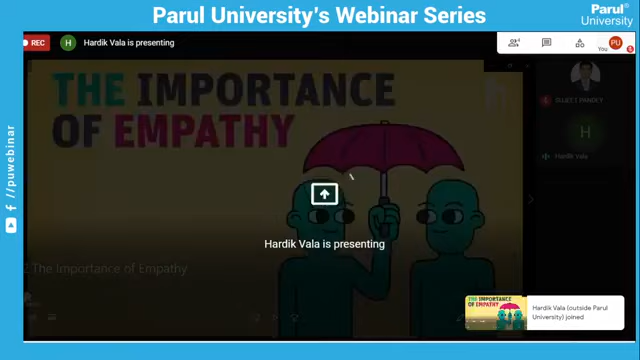 Parul University's Webinar Series
Parul®
University
REC
H
Hardik Vala is presenting
You
PU
THE IMPORTANCE
OF EMPATHY
H
Hardik Vala
Hardik Vala is presenting
The Importance of Empathy
/puwebinar
THE IMPORTANCE
OF EMPATHY
Hardik Vala (outside Parul
University) joined